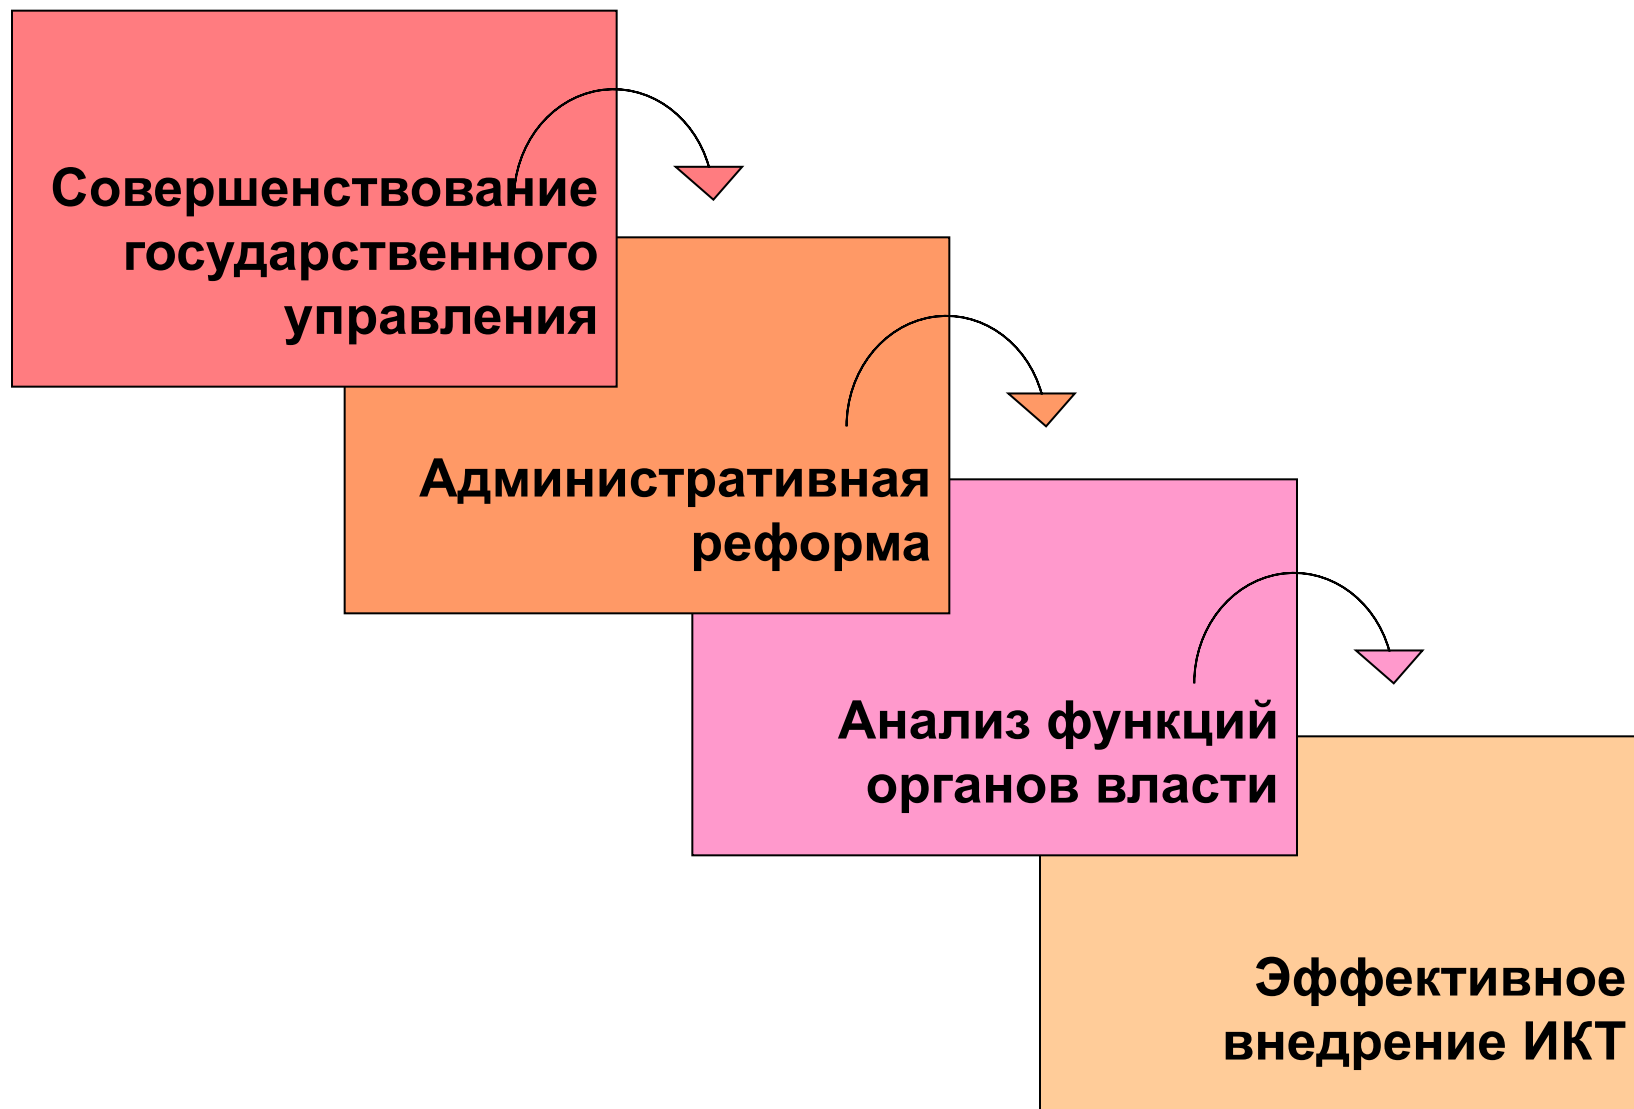 Совершенствование
государственного
управления
Административная
реформа
Анализ функций
органов власти
Эффективное
внедрение ИКТ